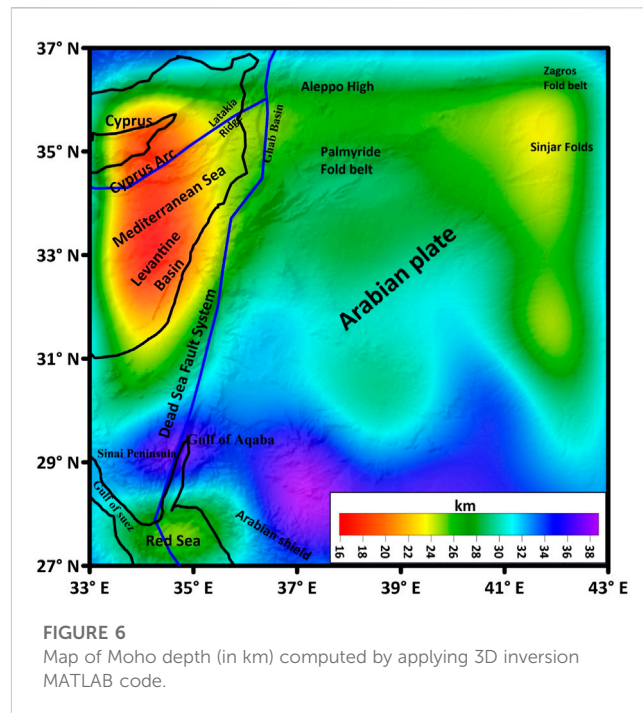 37° N
35° N
33° N
31° N
29° N
27° N
Aleppo High
Zagros
Fold belt
Cyprus
Latakia
Ridge
Ghab Basin
Palmyride
Fold belt
Sinjar Folds
Cyprus Arc
Mediterranean Sea
Levantine
Basin
Arabian plate
Dead Sea Fault System
Gulf of Aqaba
Sinai Peninsula
Gulf of suez
Red Sea
Arabian shield
km
16 18 20 22 24 26 28 30 32 34 36 38
33° E 35° E 37° E 39° E 41° E 43° E
FIGURE 6
Map of Moho depth (in km) computed by applying 3D inversion
MATLAB code.